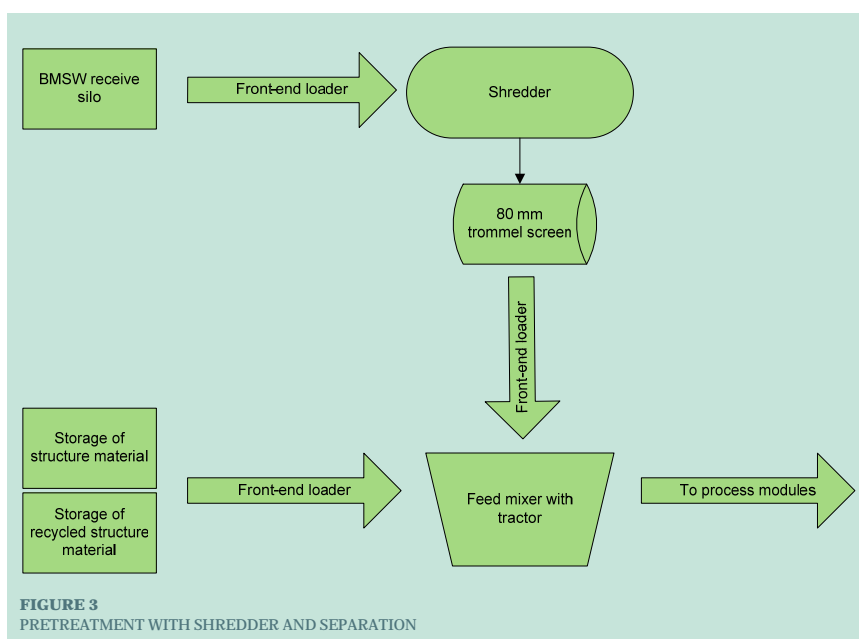 BMSW receive
silo
Front-end loader
Shredder
80 mm
trommel screen
Front-end loader
Storage of
structure material
Storage of
recycled structure
material
Front-end loader
Feed mixer with
tractor
To process modules
FIGURE 3
PRETREATMENT WITH SHREDDER AND SEPARATION